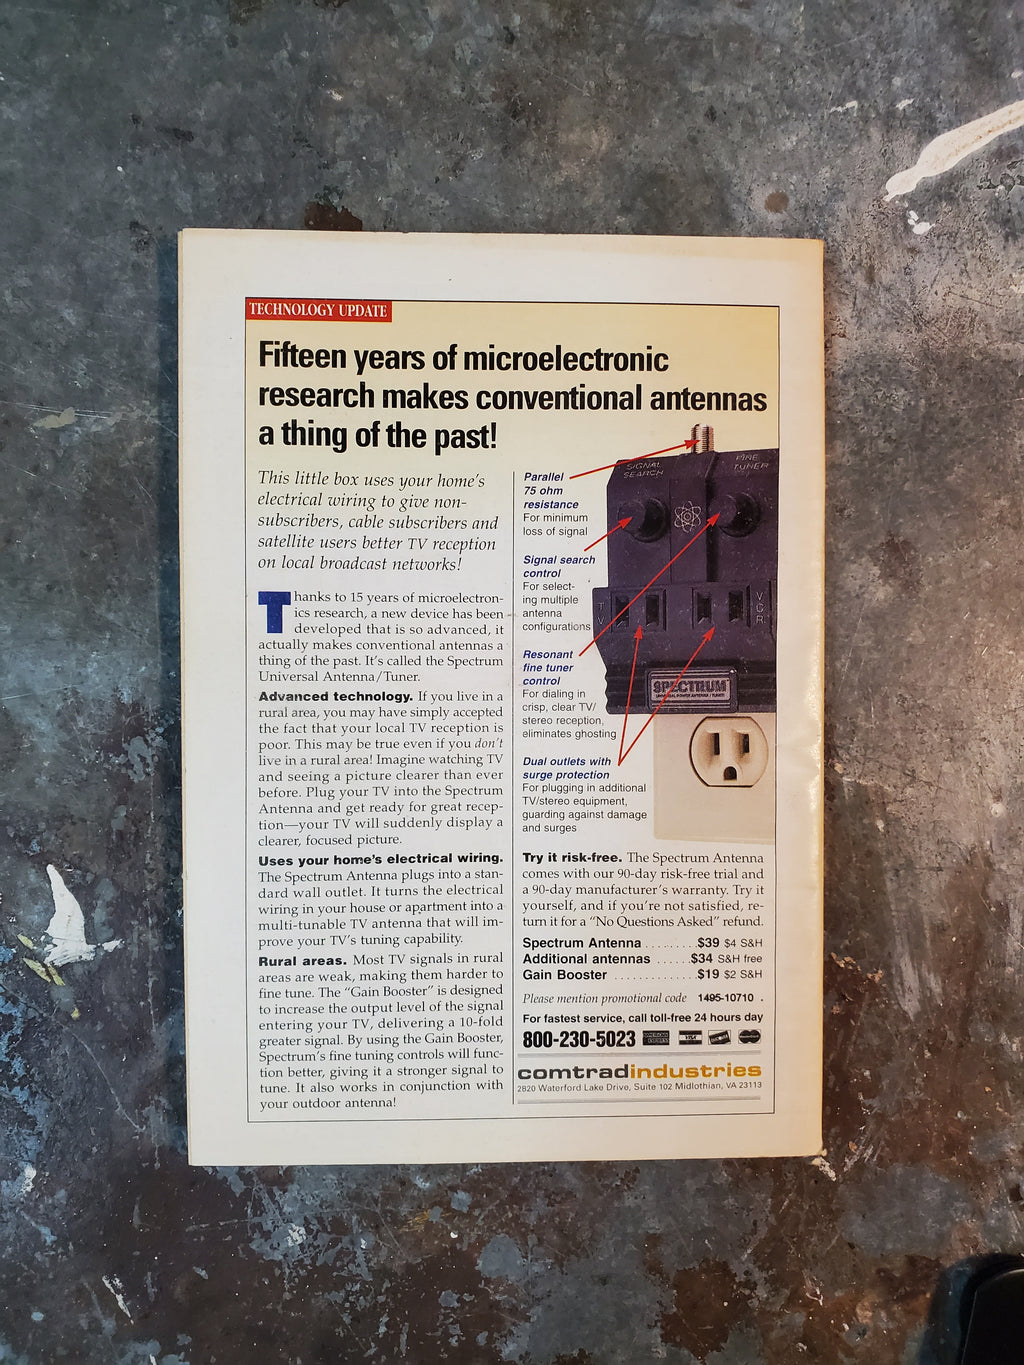 TECHNOLOGY UPDATE
Fifteen years of microelectronic
research makes conventional antennas
a thing of the past!
This little box uses your home's
electrical wiring to give non-
subscribers, cable subscribers and
satellite users better TV reception
on local broadcast networks!
Thanks to 15 years of microelectron-
ics research, a new device has been
developed that is so advanced, it
actually makes conventional antennas a
thing of the past. It's called the Spectrum
Universal Antenna/Tuner.
Advanced technology. If you live in a
rural area, you may have simply accepted
the fact that your local TV reception is
poor. This may be true even if you don't
live in a rural area! Imagine watching TV
and seeing a picture clearer than ever
before. Plug your TV into the Spectrum
Antenna and get ready for great recep-
tion—your TV will suddenly display a
clearer, focused picture.
Uses your home's electrical wiring.
The Spectrum Antenna plugs into a stan-
dard wall outlet. It turns the electrical
wiring in your house or apartment into a
multi-tunable TV antenna that will im-
prove your TV's tuning capability.
Rural areas. Most TV signals in rural
areas are weak, making them harder to
fine tune. The "Gain Booster" is designed
to increase the output level of the signal
entering your TV, delivering a 10-fold
greater signal. By using the Gain Booster,
Spectrum's fine tuning controls will func-
tion better, giving it a stronger signal to
tune. It also works in conjunction with
your outdoor antenna!
Parallel
75 ohm
resistance
For minimum
loss of signal
Signal search
control
For select-
ing multiple
antenna
configurations
Resonant
fine tuner
control
For dialing in
crisp, clear TV/
stereo reception,
eliminates ghosting
Dual outlets with
surge protection
For plugging in additional
TV/stereo equipment,
guarding against damage
and surges
SIGNAL
SEARCH
FINE
TUNER
TV
VCR
SPECTRUM
UNIVERSAL POWER ANTENNA / TUNER
Try it risk-free. The Spectrum Antenna
comes with our 90-day risk-free trial and
a 90-day manufacturer's warranty. Try it
yourself, and if you're not satisfied, re-
turn it for a "No Questions Asked" refund.
Spectrum Antenna . . . . . . . . $39 $4 S&H
Additional antennas . . . . . . $34 S&H free
Gain Booster . . . . . . . . . . . . . $19 $2 S&H
Please mention promotional code 1495-10710 .
For fastest service, call toll-free 24 hours day
800-230-5023
comtradindustries
2820 Waterford Lake Drive, Suite 102 Midlothian, VA 23113